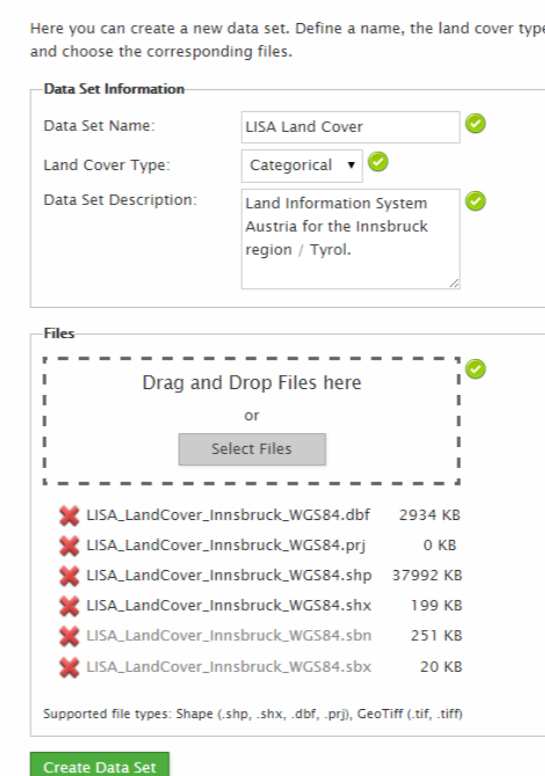 Here you can create a new data set. Define a name, the land cover type
and choose the corresponding files.
Data Set Information
Data Set Name: LISA Land Cover
Land Cover Type: Categorical
Data Set Description: Land Information System
Austria for the Innsbruck
region / Tyrol.
Files
Drag and Drop Files here
or
Select Files
LISA_LandCover_Innsbruck_WGS84.dbf 2934 KB
LISA_LandCover_Innsbruck_WGS84.prj 0 KB
LISA_LandCover_Innsbruck_WGS84.shp 37992 KB
LISA_LandCover_Innsbruck_WGS84.shx 199 KB
LISA_LandCover_Innsbruck_WGS84.sbn 251 KB
LISA_LandCover_Innsbruck_WGS84.sbx 20 KB
Supported file types: Shape (.shp, .shx, .dbf, .prj), GeoTiff (.tif, .tiff)
Create Data Set